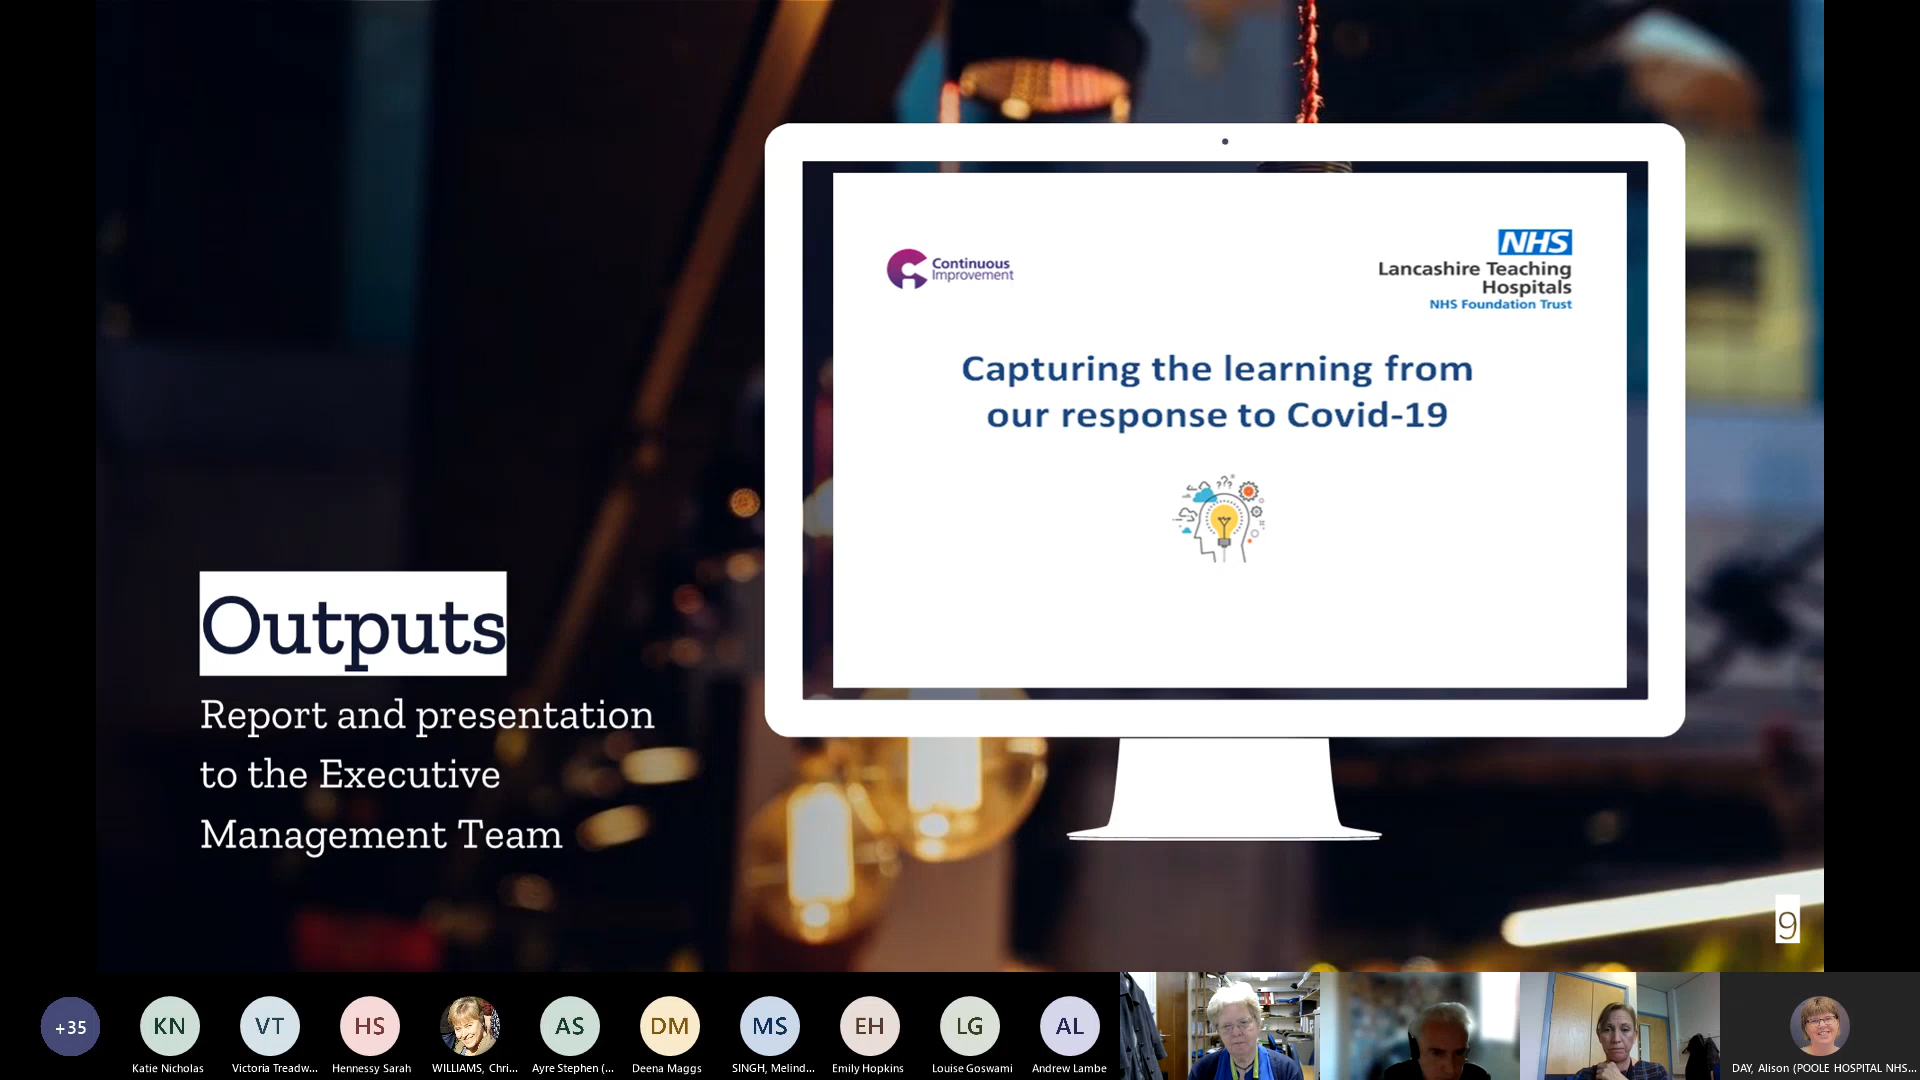 Continuous
Improvement
NHS
Lancashire Teaching
Hospitals
NHS Foundation Trust
Capturing the learning from
our response to Covid-19
???
Outputs
Report and presentation
to the Executive
Management Team
9
+35
KN
VT
HS
AS
DM
MS
EH
LG
AL
Katie Nicholas
Victoria Treadw...
Hennessy Sarah
WILLIAMS, Chri...
Ayre Stephen (...
Deena Maggs
SINGH, Melind...
Emily Hopkins
Louise Goswami
Andrew Lambe
DAY, Alison (POOLE HOSPITAL NHS...